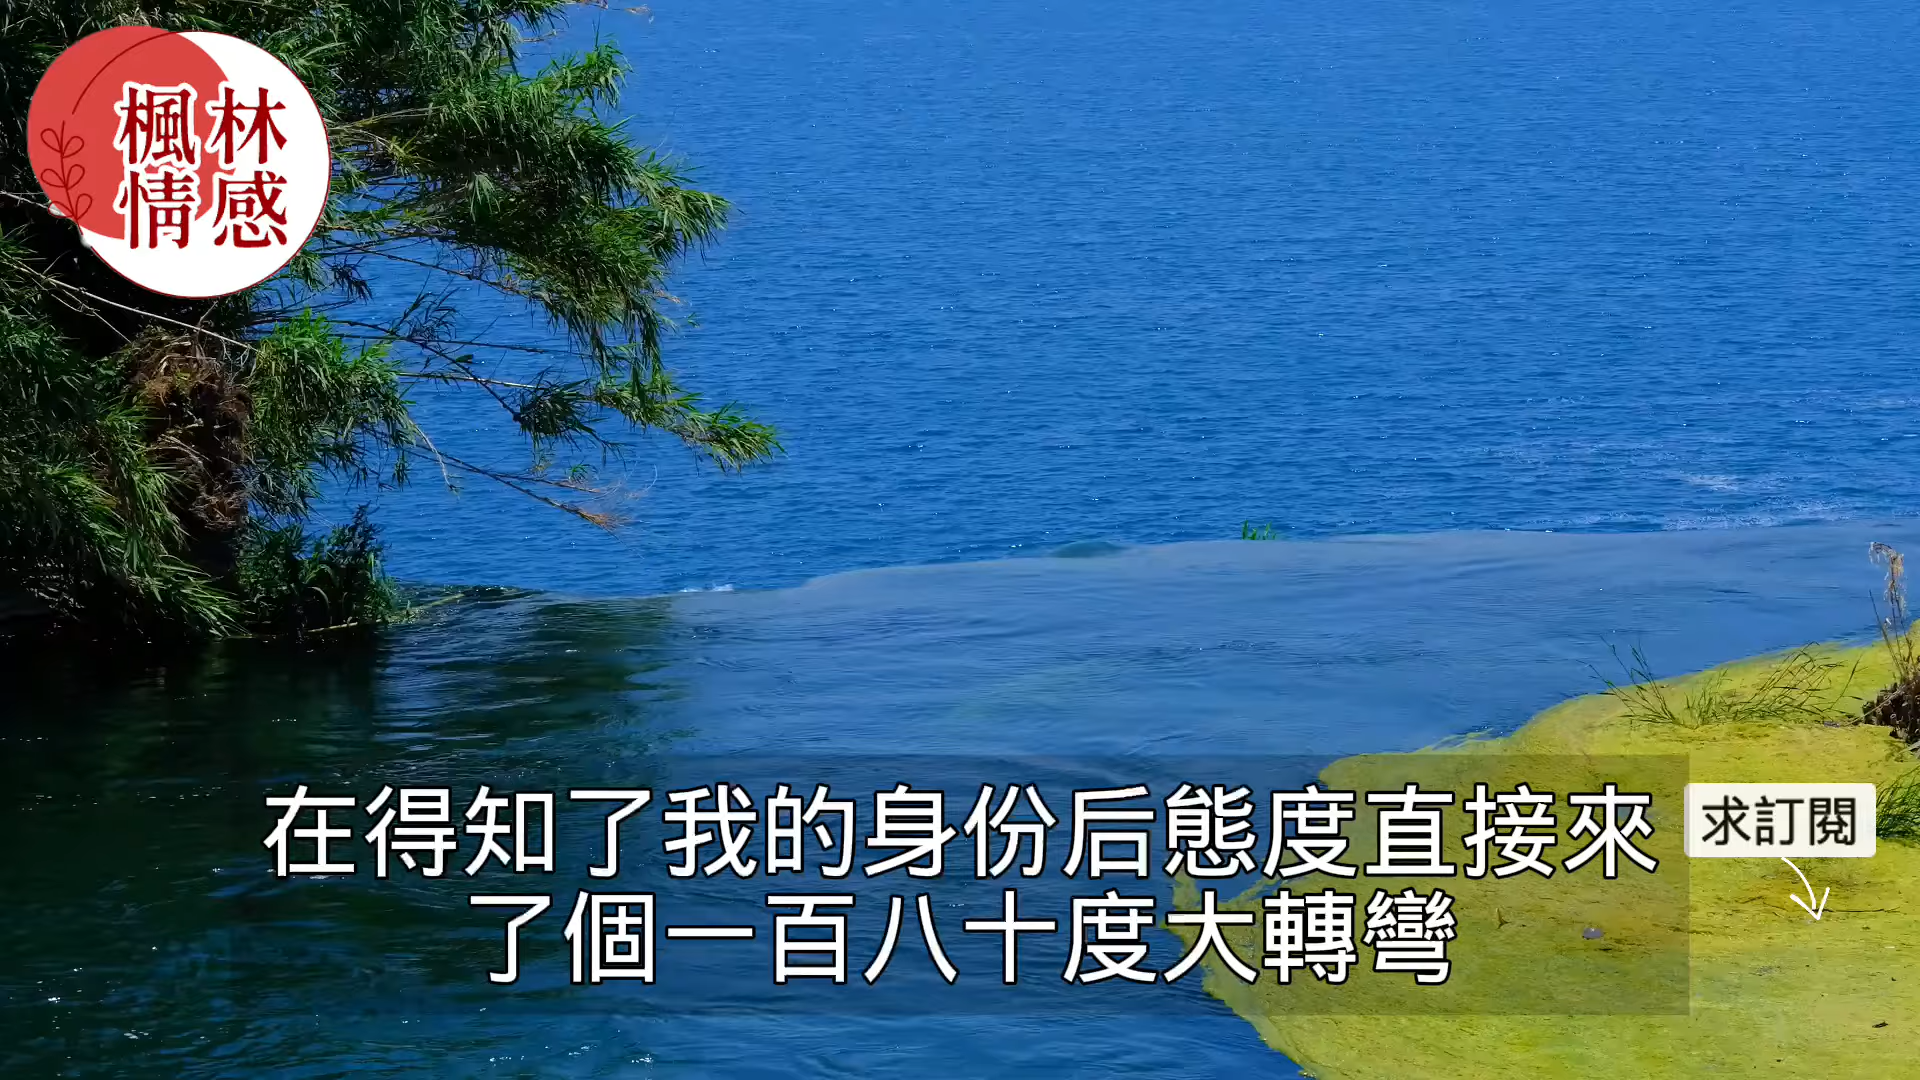 楓林
情感
在得知了我的身份后態度直接來
了個一百八十度大轉彎
求訂閱